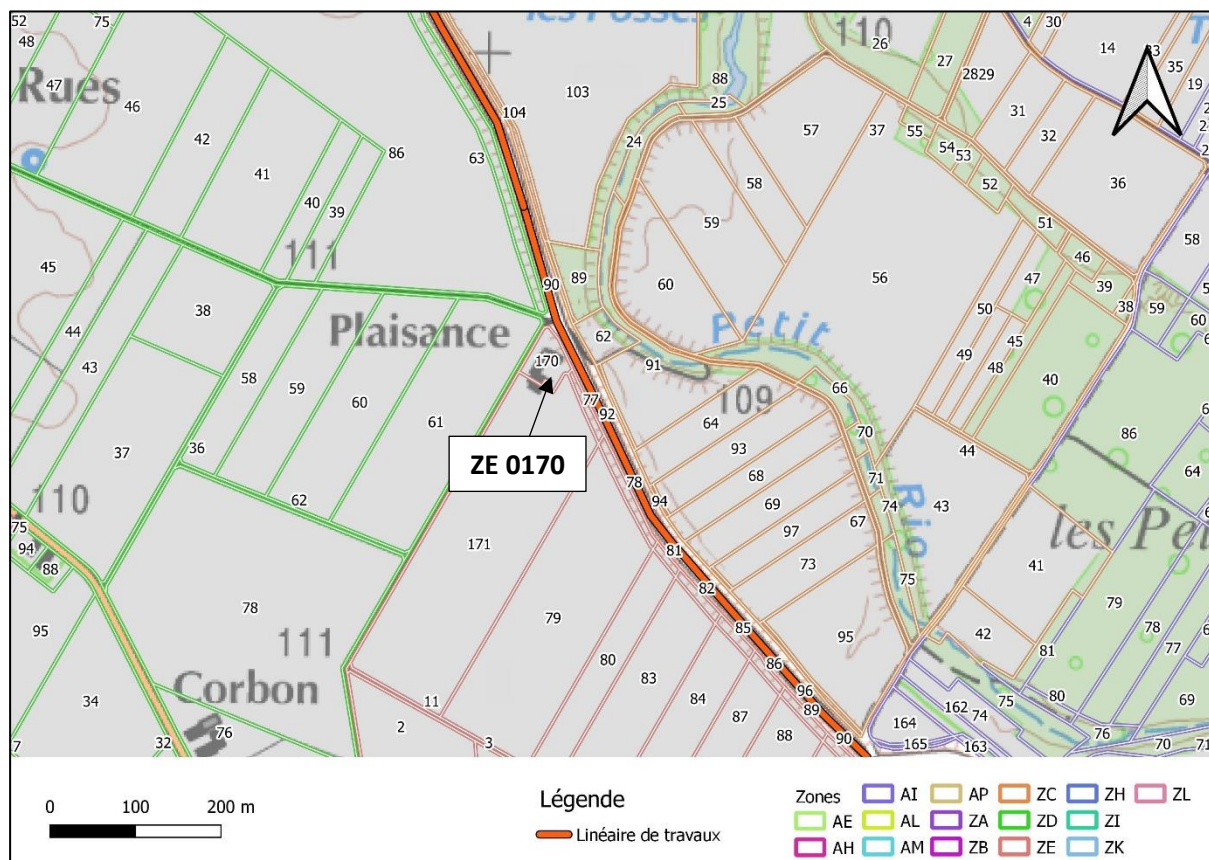 les Fosses
52 75 104 103 88 110 26 27 4 30 14 23 T
48 46 42 63 28 29 35 19
Rues
47 41 86 24 25 57 37 55 31 32
54 53 36
40 39 58 52
59 51 58
45 111 46
38 90 89 60 56 47 39 38 59 60
44 43 Plaisance 62 Petit 50 45
58 59 60 170 91 109 66 49 48 40
61 77 92 64 70 86
37 36 ZE 0170 93 44 64
62 78 68 71
110 94 69 74 43 les Pe
75 171 97 67 Rio
94 88 81 73 75 41 79
82 78
78 79 85 42 77
95 111 80 86 95 81
Corbon 83 96 162 74 75 80 69
34 11 84 89 164
76 2 87 165 163 76 70 71
7 32 3 88 90
0 100 200 m
Légende
Linéaire de travaux
Zones AI AP ZC ZH ZL
AE AL ZA ZD ZI
AH AM ZB ZE ZK